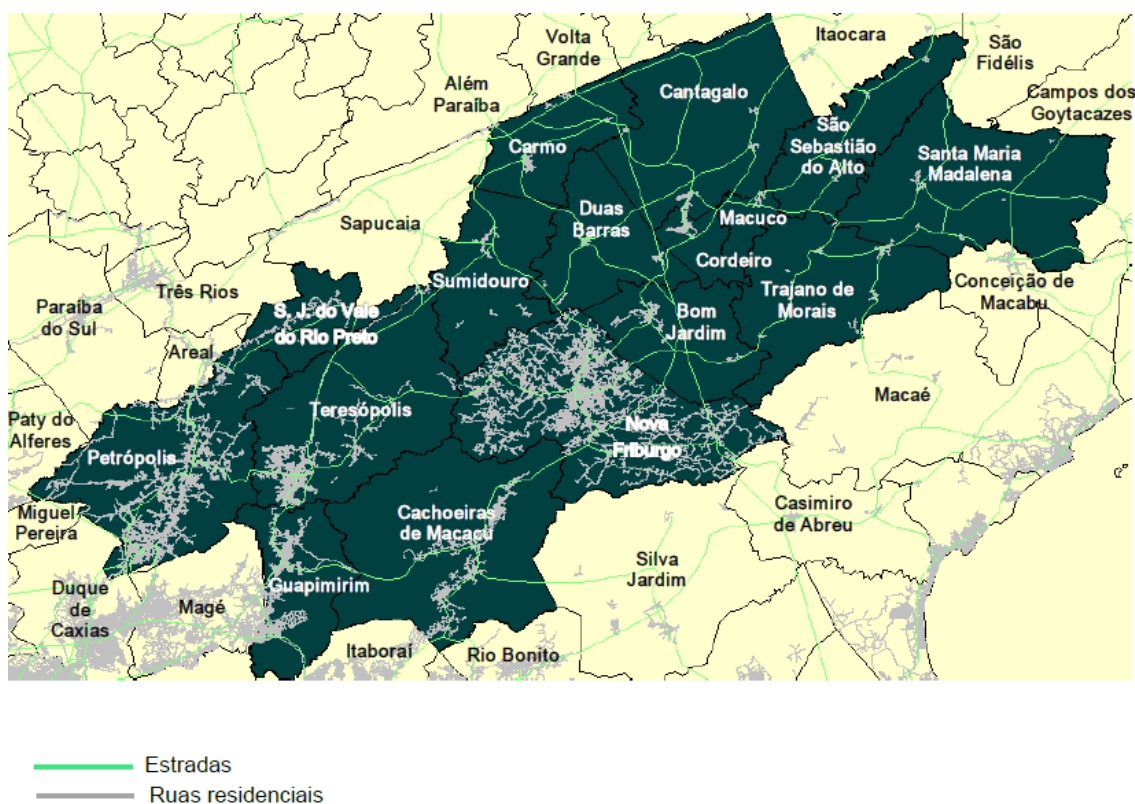 Volta
Grande
Itaocara
São
Fidélis
Além
Paraíba
Cantagalo
Campos dos
Goytacazes
Carmo
São
Sebastião
do Alto
Santa Maria
Madalena
Sapucaia
Duas
Barras
Macuco
Cordeiro
Três Rios
Paraíba
do Sul
Sumidouro
Conceição de
Macabu
Trajano de
Morais
S. J. do Vale
do Rio Preto
Bom
Jardim
Areal
Teresópolis
Macaé
Paty do
Alferes
Nova
Friburgo
Petrópolis
Miguel
Pereira
Cachoeiras
de Macacu
Casimiro
de Abreu
Silva
Jardim
Duque
de
Caxias
Magé
Guapimirim
Itaboraí
Rio Bonito
Estradas
Ruas residenciais